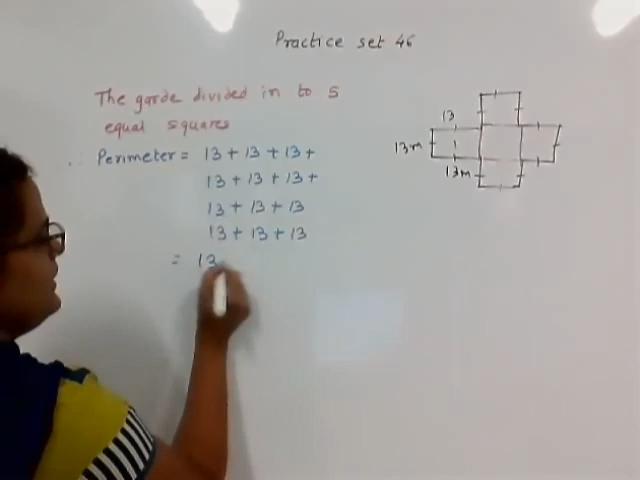 Practice set 46
The garde divided in to 5
equal squares
∴ Perimeter = 13 + 13 + 13 +
13 + 13 + 13 +
13 + 13 + 13
13 + 13 + 13
= 13
13
13m
13m